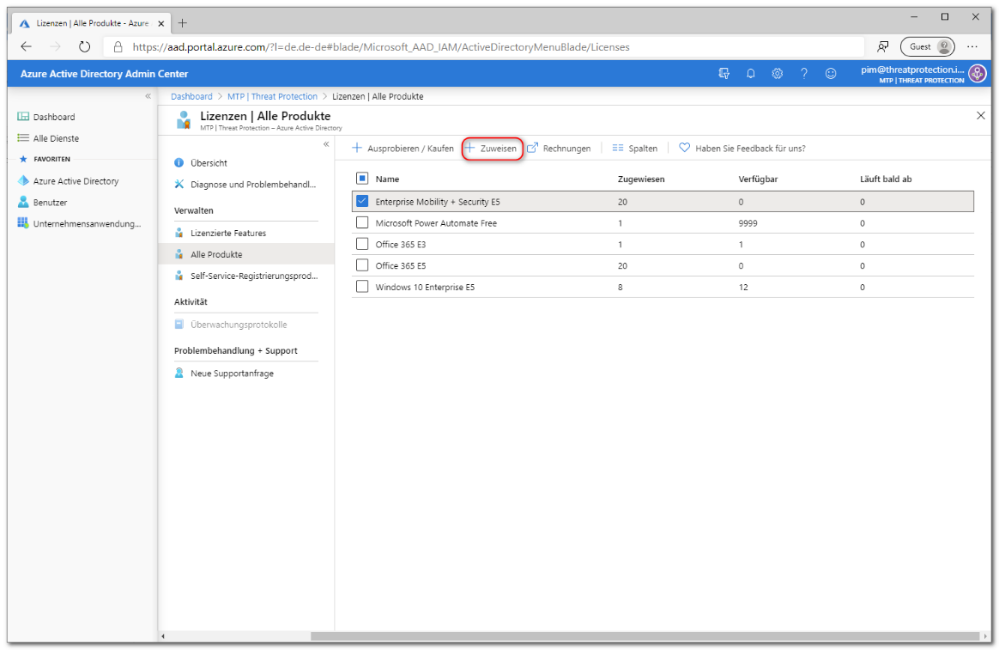 Lizenzen | Alle Produkte - Azure
https://aad.portal.azure.com/?l=de.de-de#blade/Microsoft_AAD_IAM/ActiveDirectoryMenuBlade/Licenses
Guest
Azure Active Directory Admin Center
pim@threatprotection.i...
MTP | THREAT PROTECTION
Dashboard
Alle Dienste
FAVORITEN
Azure Active Directory
Benutzer
Unternehmensanwendung...
Dashboard > MTP | Threat Protection > Lizenzen | Alle Produkte
Lizenzen | Alle Produkte
MTP | Threat Protection – Azure Active Directory
Übersicht
Diagnose und Problembehandl...
Verwalten
Lizenzierte Features
Alle Produkte
Self-Service-Registrierungsprod...
Aktivität
Überwachungsprotokolle
Problembehandlung + Support
Neue Supportanfrage
Ausprobieren / Kaufen Zuweisen Rechnungen Spalten Haben Sie Feedback für uns?
Name Zugewiesen Verfügbar Läuft bald ab
Enterprise Mobility + Security E5 20 0 0
Microsoft Power Automate Free 1 9999 0
Office 365 E3 1 1 0
Office 365 E5 20 0 0
Windows 10 Enterprise E5 8 12 0